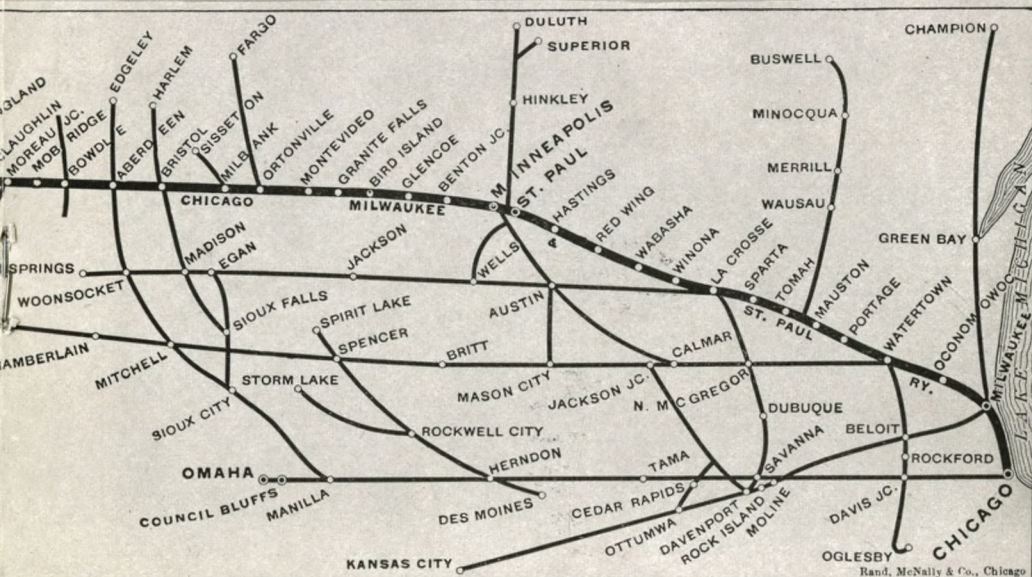 DULUTH
SUPERIOR
CHAMPION
FARGO
EDGELEY
HARLEM
BUSWELL
HINKLEY
MINOCQUA
MERRILL
WAUSAU
GREEN BAY
MOREAU JC.
MOBRIDGE
BOWDLE
ABERDEEN
BRISTOL
SISSETON
MILBANK
ORTONVILLE
MONTEVIDEO
GRANITE FALLS
BIRD ISLAND
GLENCOE
BENTON JC.
MINNEAPOLIS
ST. PAUL
HASTINGS
RED WING
WABASHA
WINONA
LA CROSSE
SPARTA
TOMAH
MAUSTON
PORTAGE
WATERTOWN
OCONOMOWOC
MILWAUKEE
LAKE MICHIGAN
CHICAGO MILWAUKEE & ST. PAUL RY.
SPRINGS
WOONSOCKET
MADISON
EGAN
JACKSON
WELLS
AUSTIN
SIOUX FALLS
SPIRIT LAKE
MITCHELL
SPENCER
BRITT
MASON CITY
JACKSON JC.
CALMAR
N. MCGREGOR
STORM LAKE
SIOUX CITY
ROCKWELL CITY
DUBUQUE
BELOIT
ROCKFORD
OMAHA
COUNCIL BLUFFS
MANILLA
HERNDON
DES MOINES
TAMA
CEDAR RAPIDS
OTTUMWA
SAVANNA
DAVENPORT
ROCK ISLAND
MOLINE
DAVIS JC.
CHICAGO
KANSAS CITY
OGLESBY
Rand, McNally & Co., Chicago